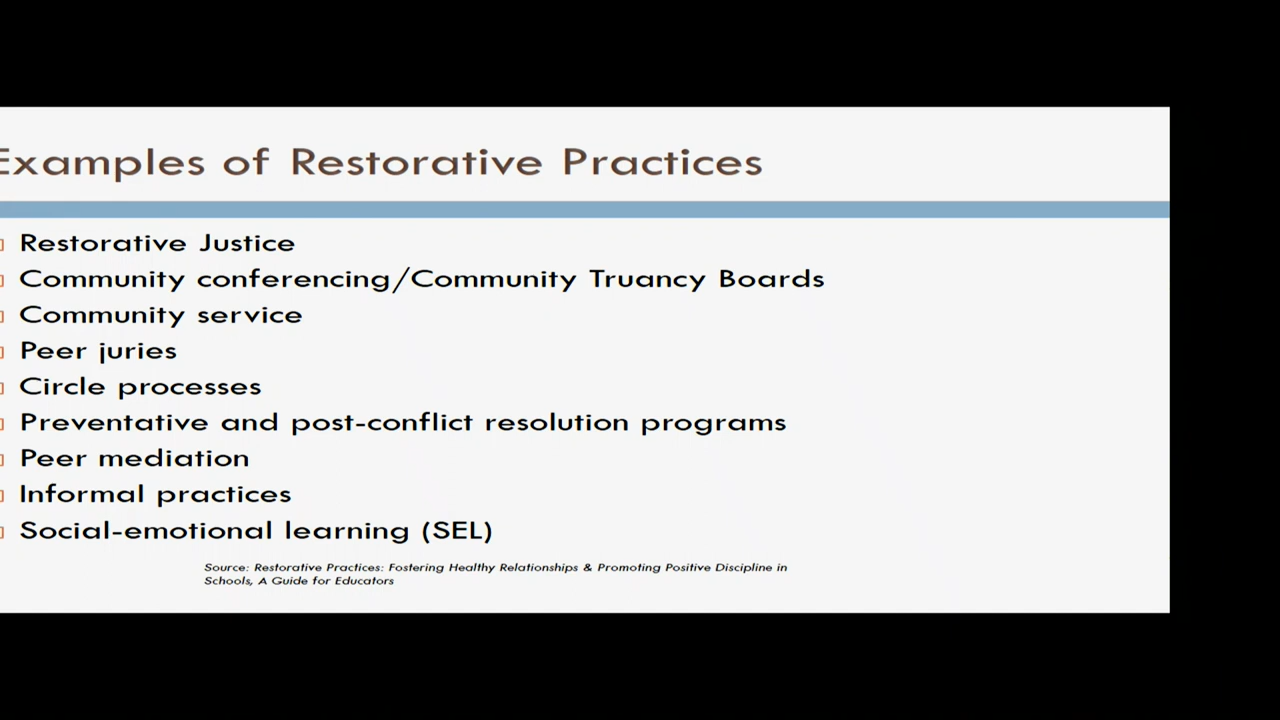 Examples of Restorative Practices
Restorative Justice
Community conferencing/Community Truancy Boards
Community service
Peer juries
Circle processes
Preventative and post-conflict resolution programs
Peer mediation
Informal practices
Social-emotional learning (SEL)
Source: Restorative Practices: Fostering Healthy Relationships & Promoting Positive Discipline in
Schools, A Guide for Educators